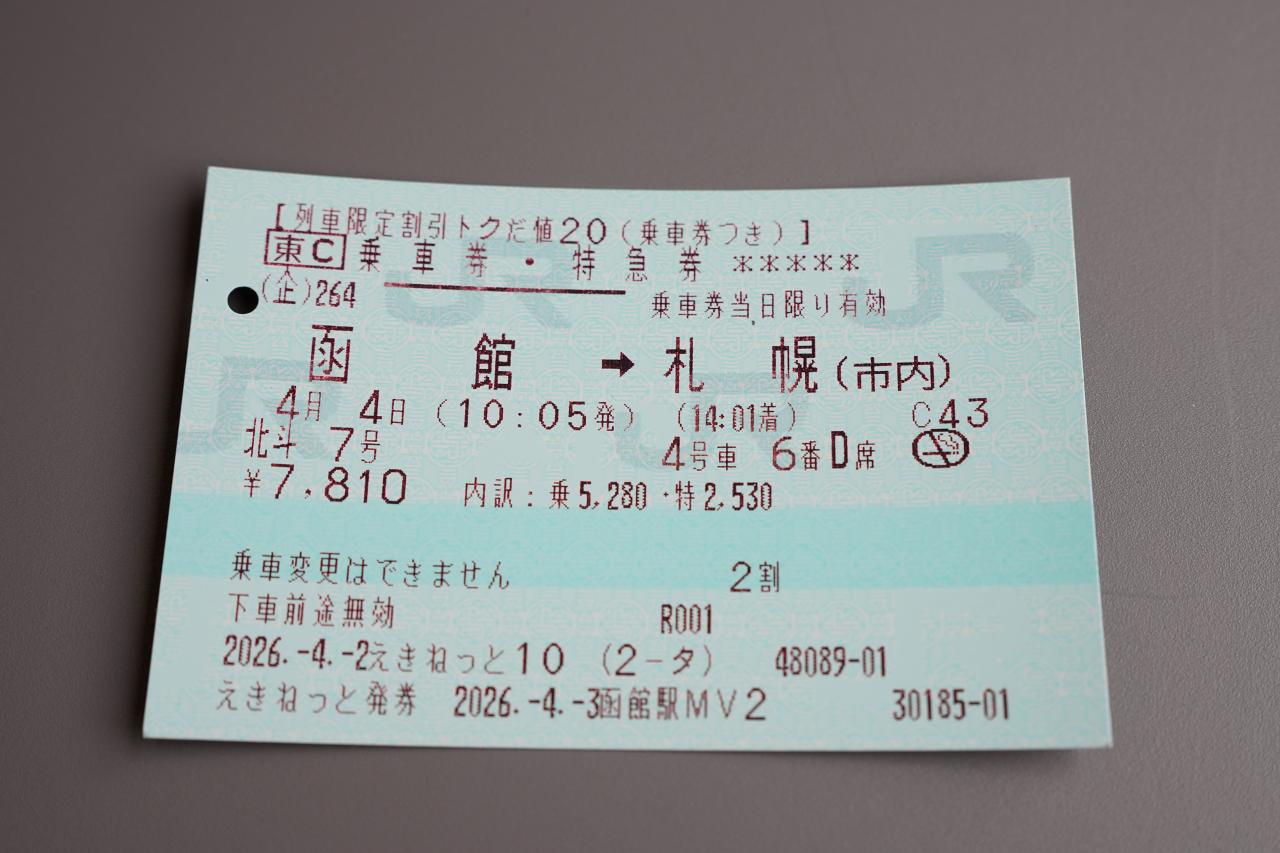 [列車限定割引トクだ値20（乗車券つき）]
東C 乗車券・特急券 ＊＊＊＊＊
(企)264 乗車券当日限り有効
函館 → 札幌（市内）
4月 4日 （10：05発） （14:01着） C43
北斗 7号 4号車 6番D席
￥7,810 内訳：乗5,280・特2,530
乗車変更はできません 2割
下車前途無効 R001
2026.-4.-2えきねっと10 （2－タ） 48089-01
えきねっと発券 2026.-4.-3函館駅MV2 30185-01
JR
JR
JR
JR